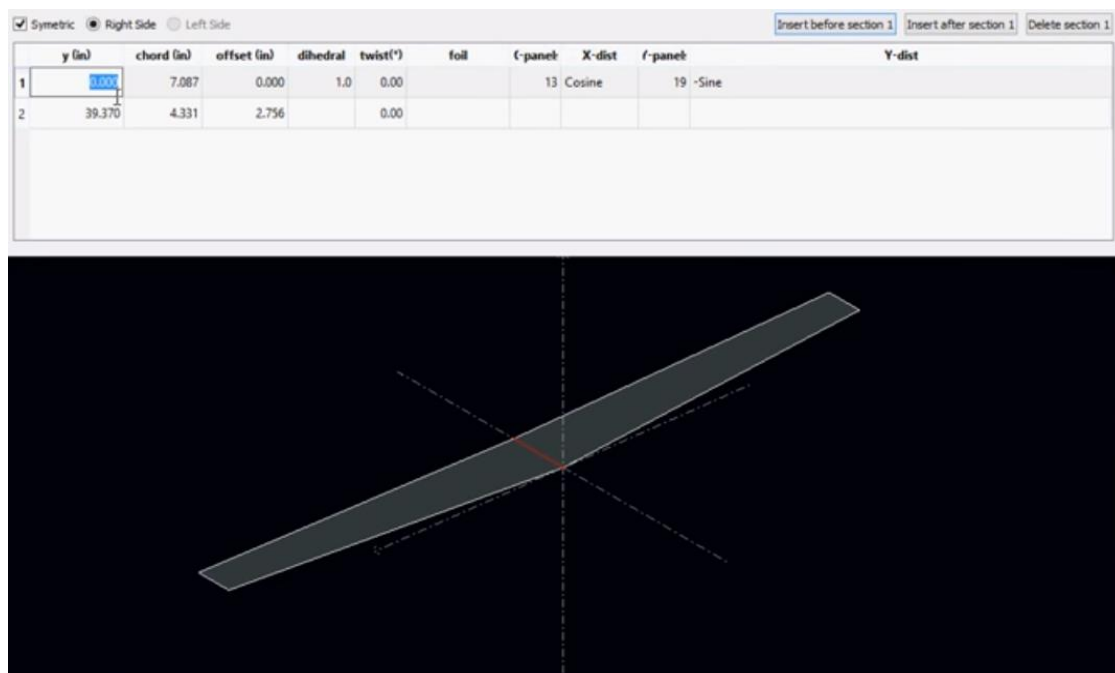 Symetric Right Side Left Side Insert before section 1 Insert after section 1 Delete section 1
y (in) chord (in) offset (in) dihedral twist(°) foil X-dist Y-dist
1 0.000 7.087 0.000 1.0 0.00 13 Cosine 19 -Sine
2 39.370 4.331 2.756 0.00